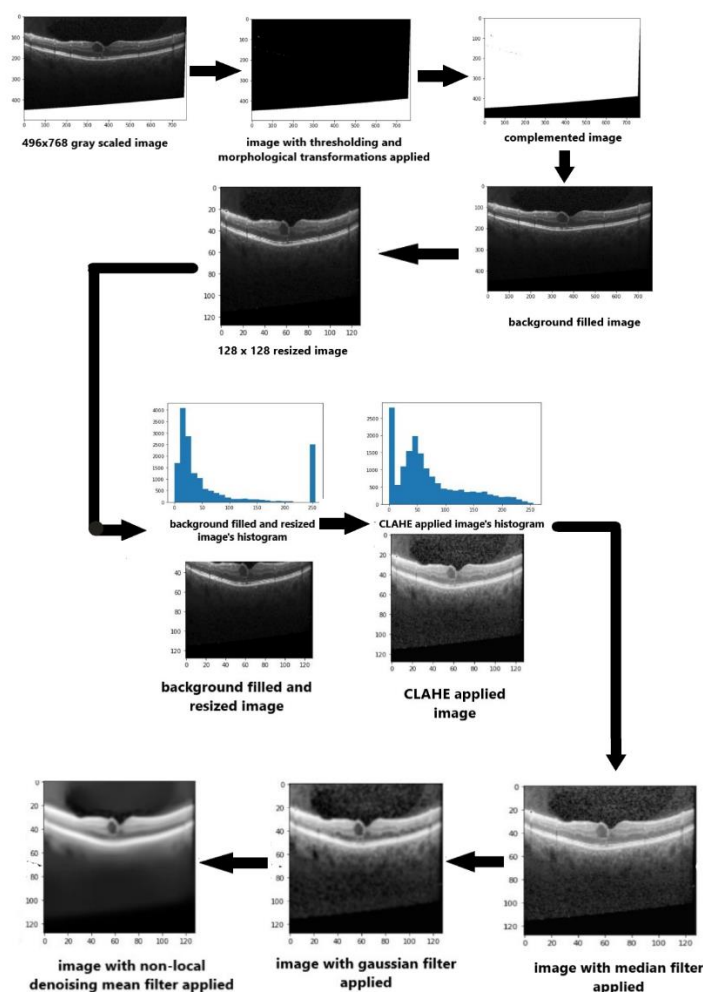 496x768 gray scaled image
image with thresholding and
morphological transformations applied
complemented image
background filled image
128 x 128 resized image
background filled and resized
image's histogram
CLAHE applied image's histogram
background filled and
resized image
CLAHE applied
image
image with non-local
denoising mean filter applied
image with gaussian filter
applied
image with median filter
applied